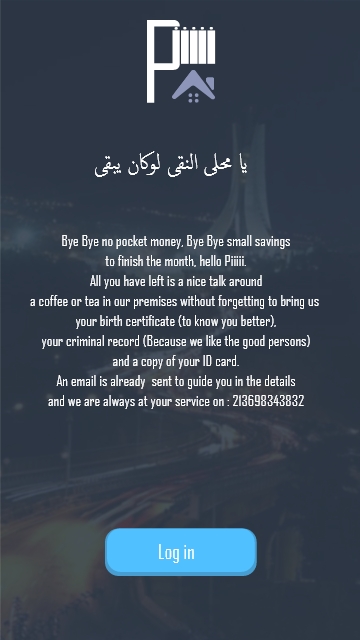 Piiiii
يا محلى النقى لوكان يبقى
Bye Bye no pocket money, Bye Bye small savings
to finish the month, hello Piiiii.
All you have left is a nice talk around
a coffee or tea in our premises without forgetting to bring us
your birth certificate (to know you better),
your criminal record (Because we like the good persons)
and a copy of your ID card.
An email is already sent to guide you in the details
and we are always at your service on : 213698343832
Log in